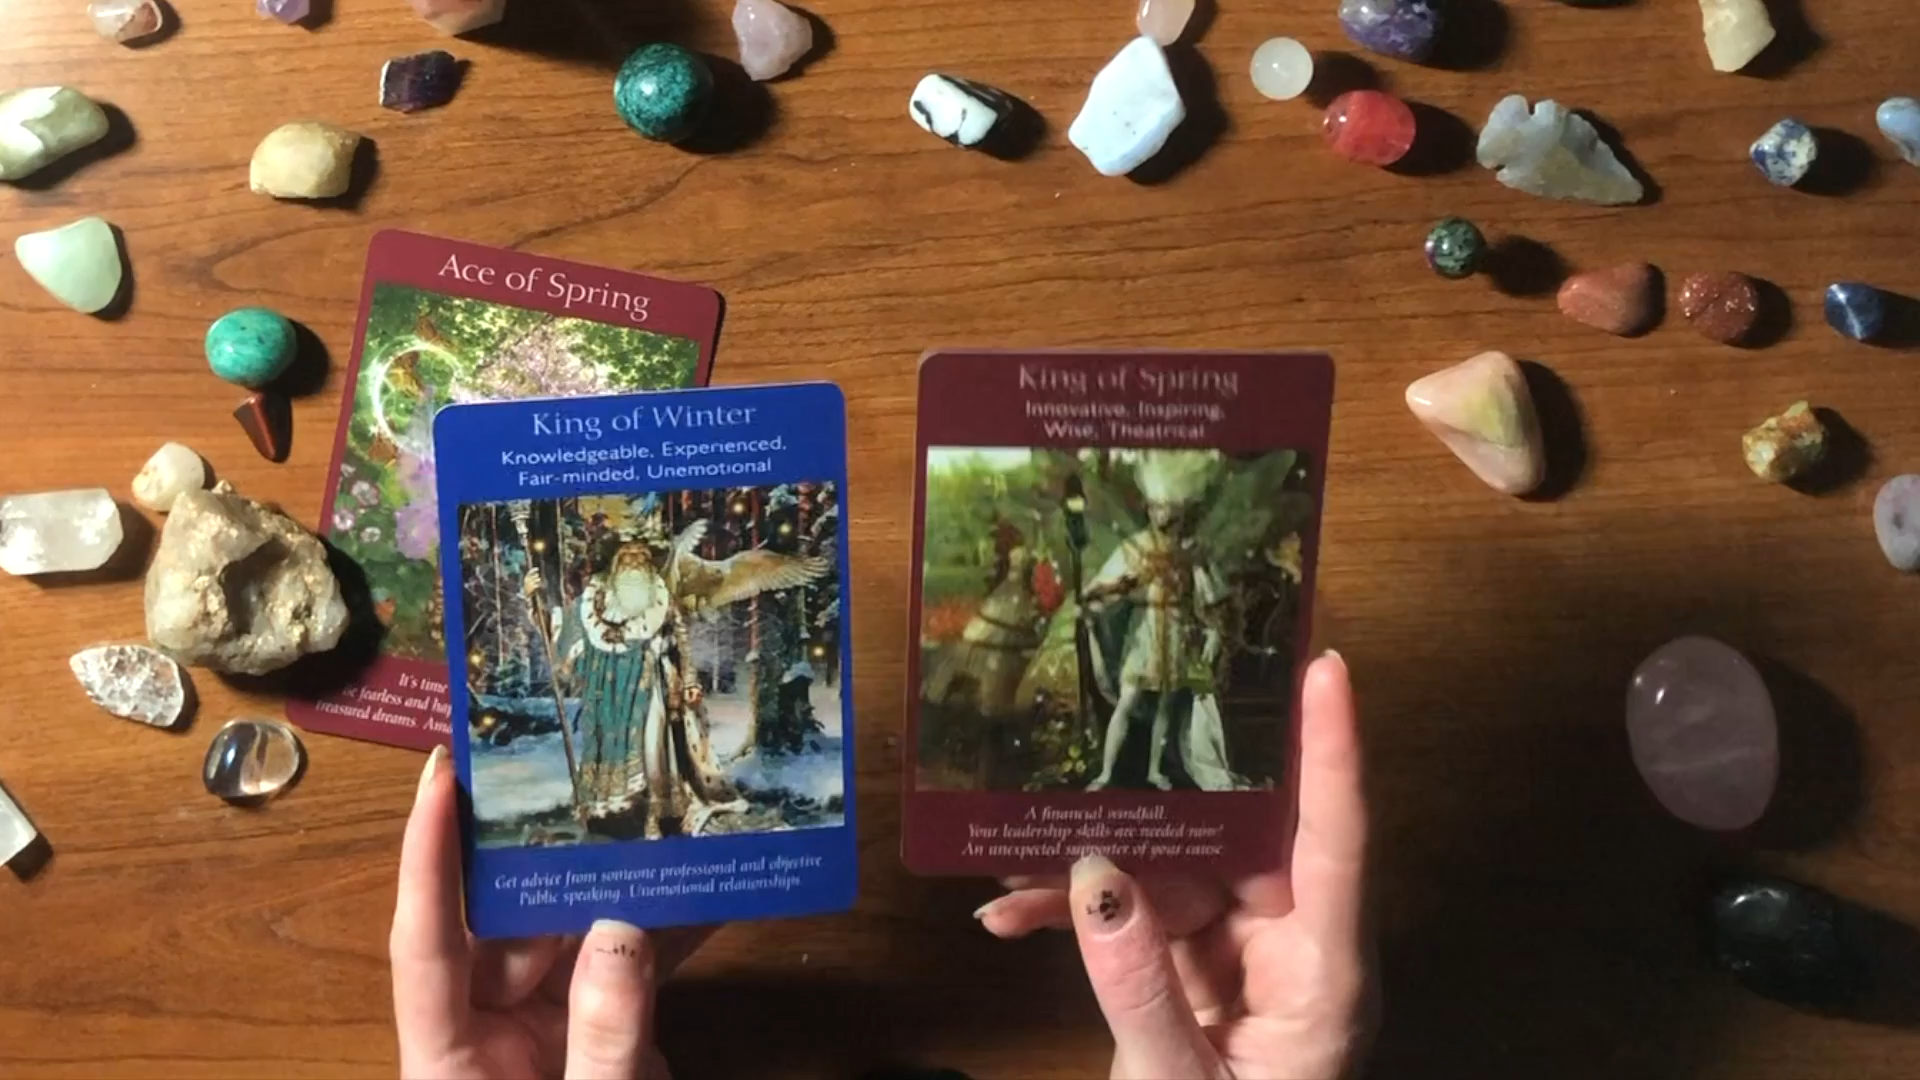 Ace of Spring
It's time
be fearless and hap
treasured dreams. Ama
King of Winter
Knowledgeable, Experienced,
Fair-minded, Unemotional
Get advice from someone professional and objective
Public speaking. Unemotional relationships.
King of Spring
Innovative, Inspiring,
Wise, Theatrical
A financial windfall.
Your leadership skills are needed now!
An unexpected supporter of your cause